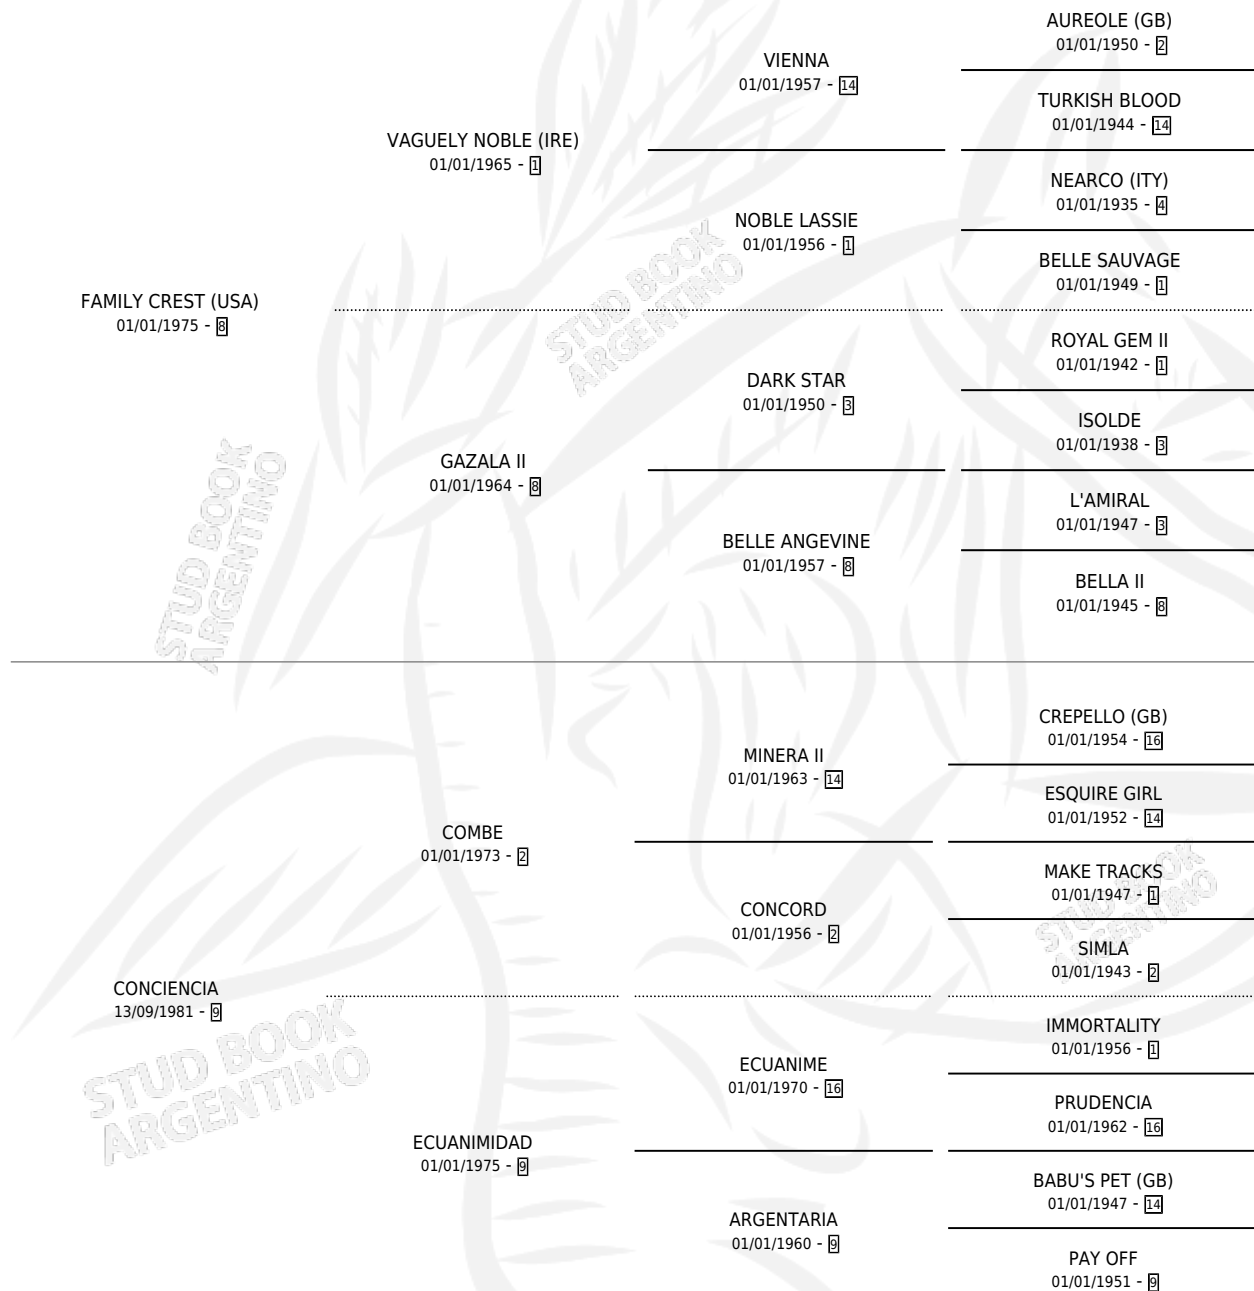 AUREOLE (GB)
01/01/1950 - 2
VIENNA
01/01/1957 - 14
TURKISH BLOOD
01/01/1944 - 14
VAGUELY NOBLE (IRE)
01/01/1965 - 1
NEARCO (ITY)
01/01/1935 - 4
NOBLE LASSIE
01/01/1956 - 1
BELLE SAUVAGE
01/01/1949 - 1
FAMILY CREST (USA)
01/01/1975 - 8
STUD BOOK
ARGENTINO
ROYAL GEM II
01/01/1942 - 1
DARK STAR
01/01/1950 - 3
ISOLDE
01/01/1938 - 3
GAZALA II
01/01/1964 - 8
STUD BOOK
ARGENTINO
L'AMIRAL
01/01/1947 - 3
BELLE ANGEVINE
01/01/1957 - 8
BELLA II
01/01/1945 - 8
CREPELLO (GB)
01/01/1954 - 16
MINERA II
01/01/1963 - 14
ESQUIRE GIRL
01/01/1952 - 14
COMBE
01/01/1973 - 2
MAKE TRACKS
01/01/1947 - 1
CONCORD
01/01/1956 - 2
STUD BOOK
ARGENTINO
SIMLA
01/01/1943 - 2
CONCIENCIA
13/09/1981 - 9
IMMORTALITY
01/01/1956 - 1
ECUANIME
01/01/1970 - 16
STUD BOOK
ARGENTINO
PRUDENCIA
01/01/1962 - 16
ECUANIMIDAD
01/01/1975 - 9
BABU'S PET (GB)
01/01/1947 - 14
ARGENTARIA
01/01/1960 - 9
PAY OFF
01/01/1951 - 9